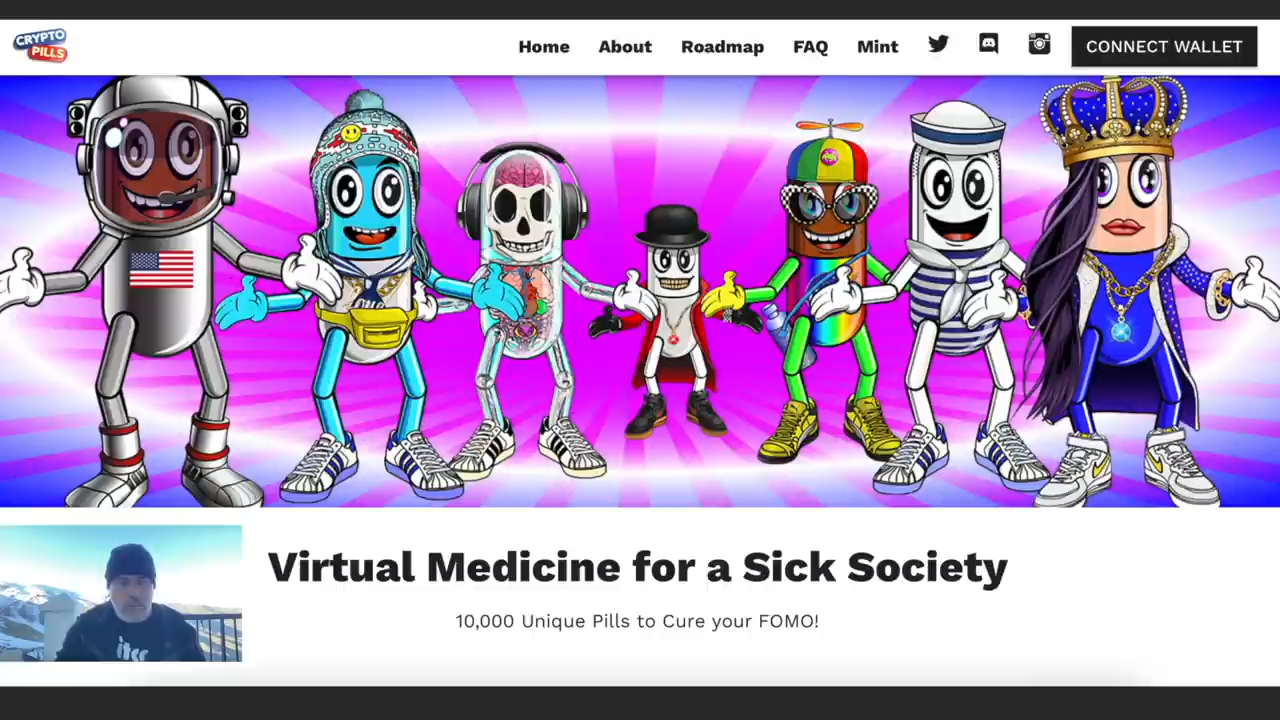 CRYPTO
PILLS
Home About Roadmap FAQ Mint CONNECT WALLET
Virtual Medicine for a Sick Society
10,000 Unique Pills to Cure your FOMO!